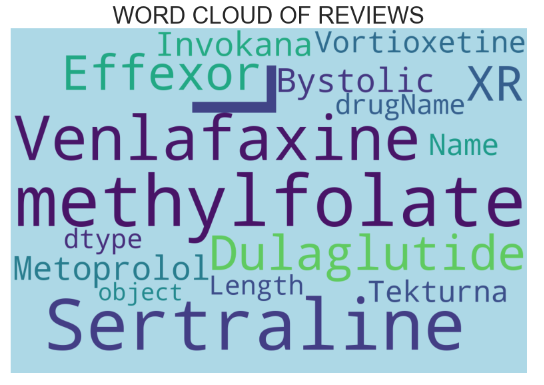 WORD CLOUD OF REVIEWS
Invokana Vortioxetine
Effexor L Bystolic XR
drugName
Venlafaxine Name
methylfolate
dtype Dulaglutide
Metoprolol
object Length Tekturna
Sertraline